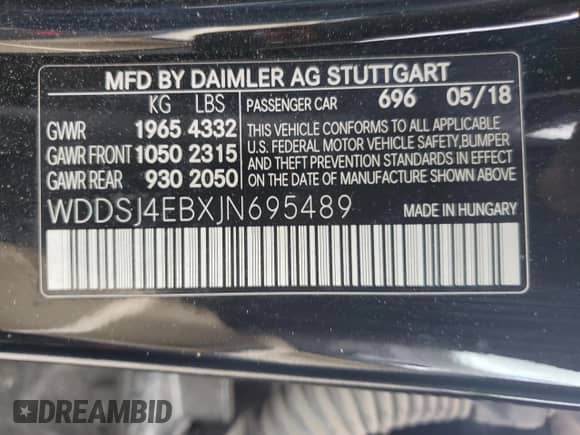 MFD BY DAIMLER AG STUTTGART
KG LBS PASSENGER CAR 696 05/18
GVWR 1965 4332
GAWR FRONT 1050 2315
GAWR REAR 930 2050
THIS VEHICLE CONFORMS TO ALL APPLICABLE
U.S. FEDERAL MOTOR VEHICLE SAFETY,BUMPER
AND THEFT PREVENTION STANDARDS IN EFFECT
ON THE DATE OF MANUFACTURE SHOWN ABOVE
WDDSJ4EBXJN695489 MADE IN HUNGARY
DREAMBID